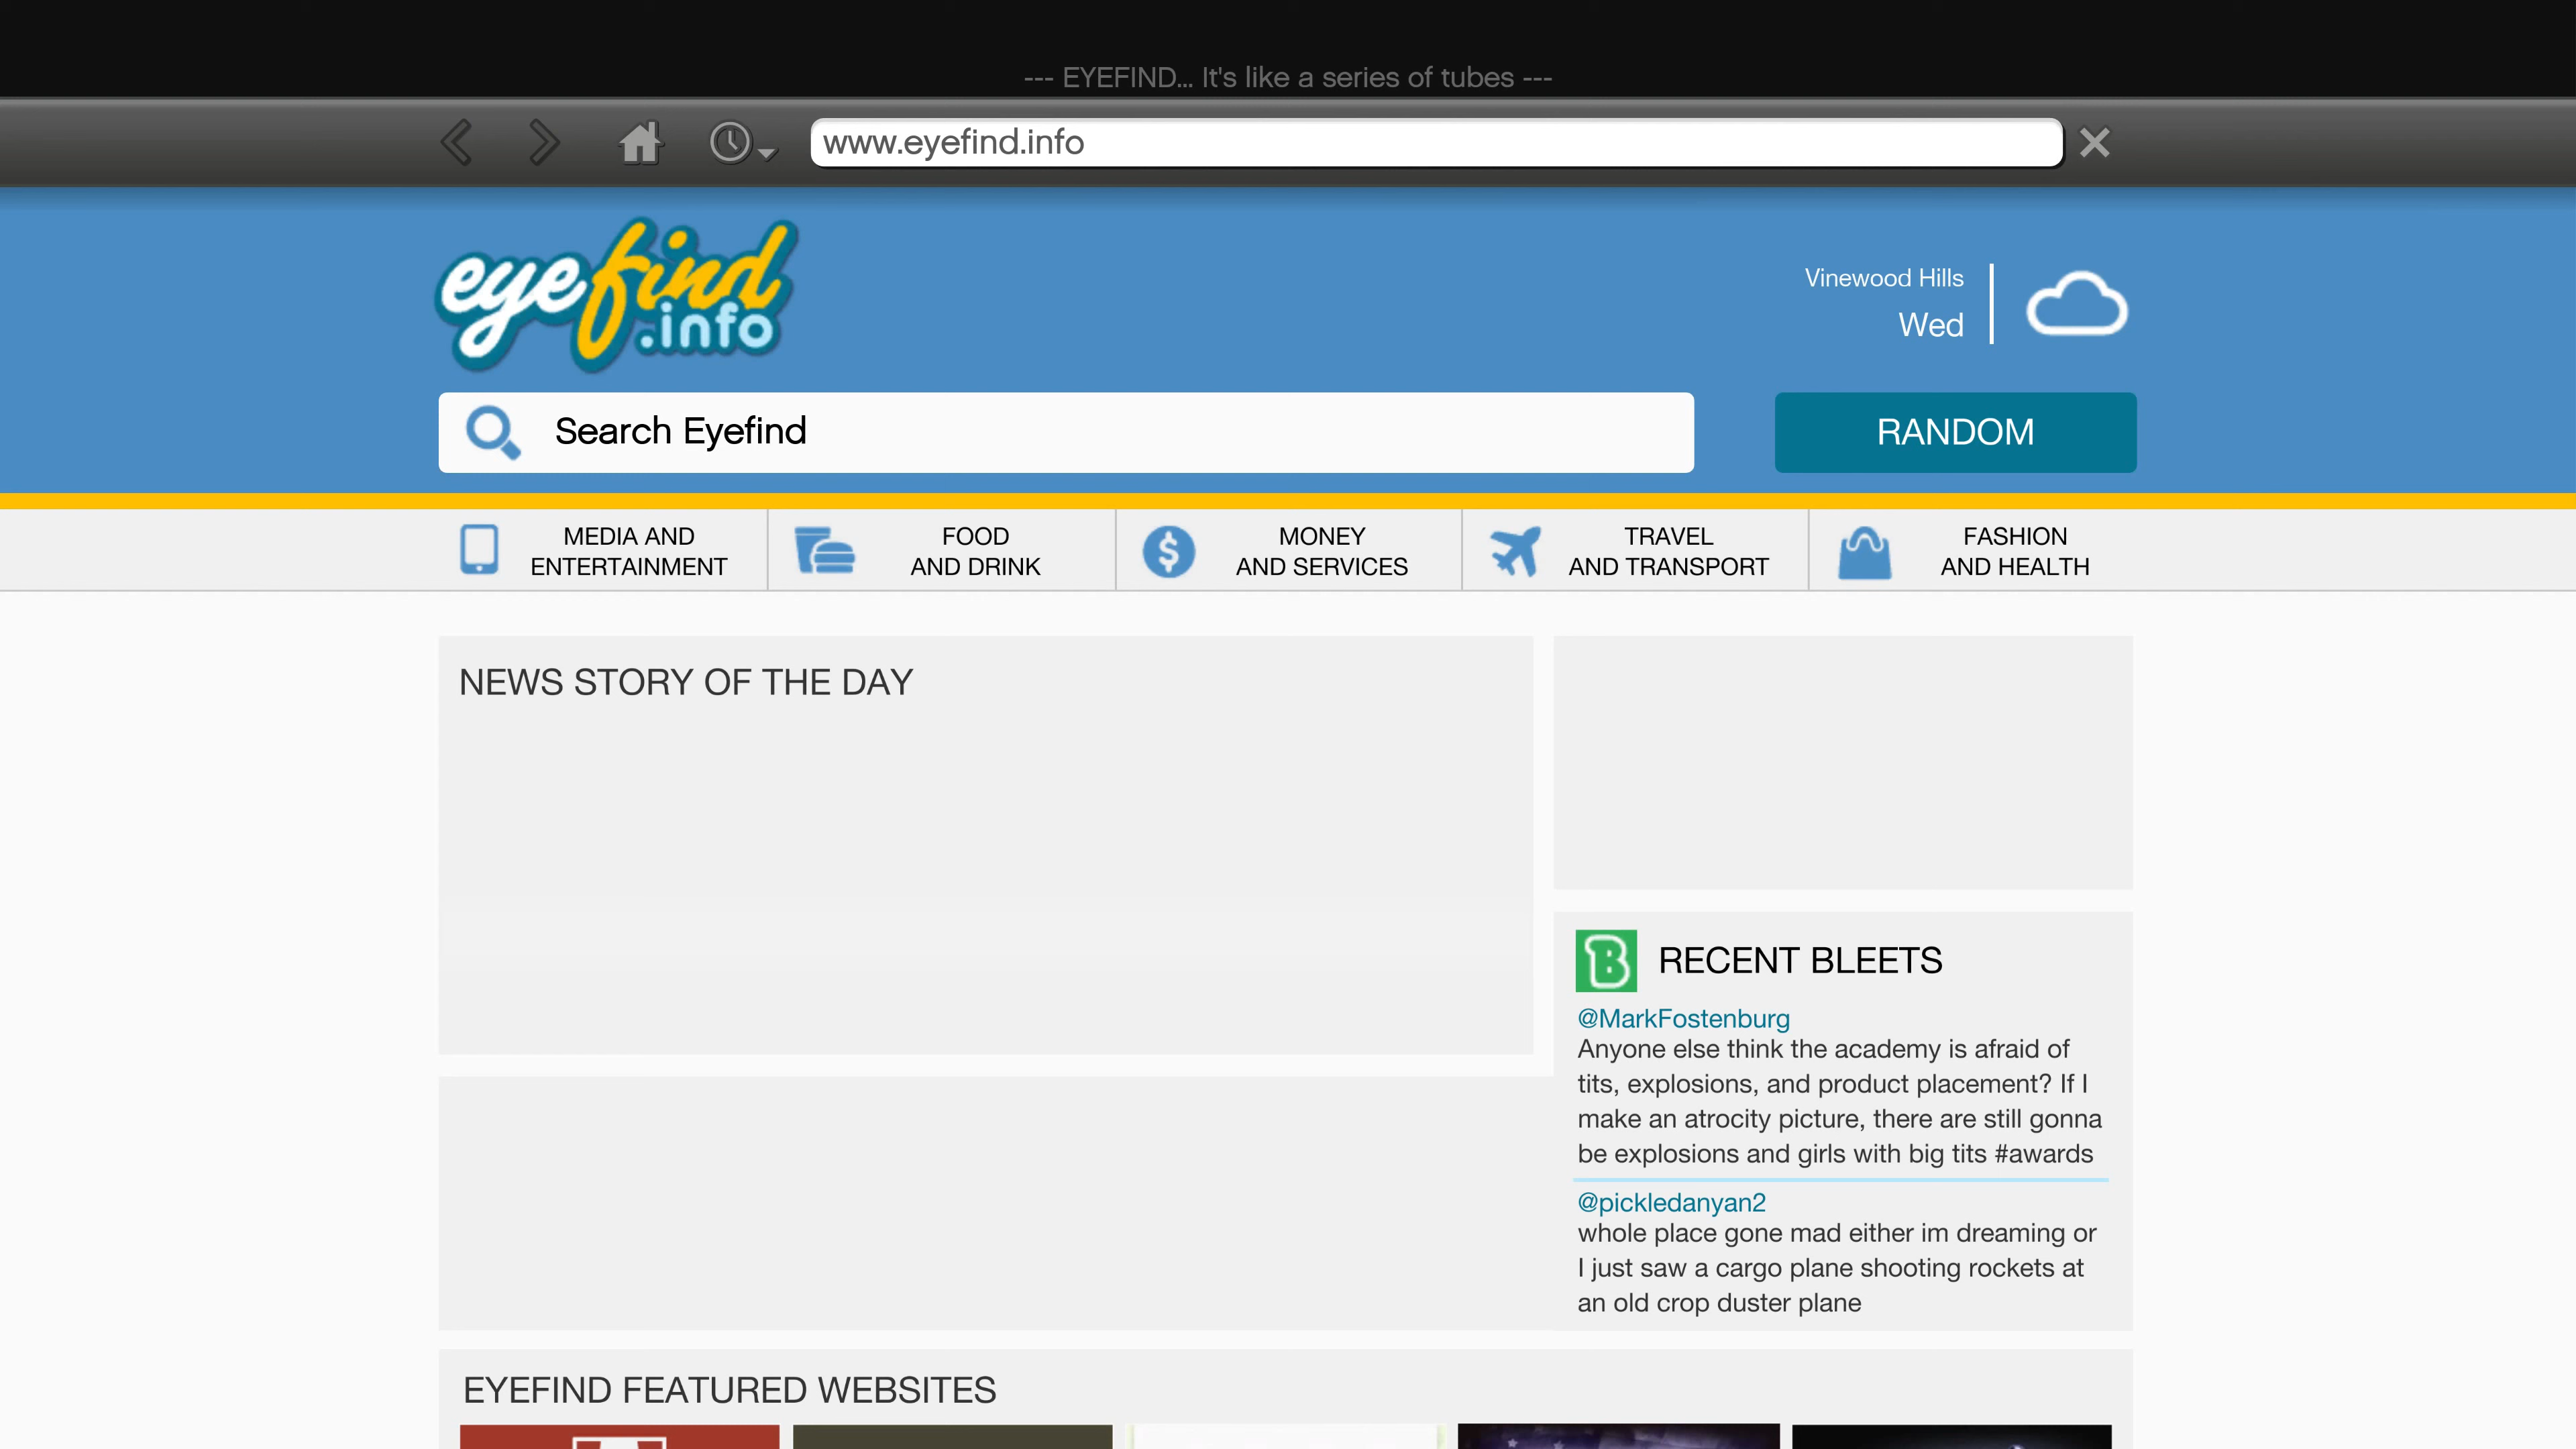 --- EYEFIND... It's like a series of tubes ---
www.eyefind.info
eyefind
.info
Vinewood Hills
Wed
Search Eyefind
RANDOM
MEDIA AND
ENTERTAINMENT
FOOD
AND DRINK
MONEY
AND SERVICES
TRAVEL
AND TRANSPORT
FASHION
AND HEALTH
NEWS STORY OF THE DAY
B
RECENT BLEETS
@MarkFostenburg
Anyone else think the academy is afraid of
tits, explosions, and product placement? If I
make an atrocity picture, there are still gonna
be explosions and girls with big tits #awards
@pickledanyan2
whole place gone mad either im dreaming or
I just saw a cargo plane shooting rockets at
an old crop duster plane
EYEFIND FEATURED WEBSITES